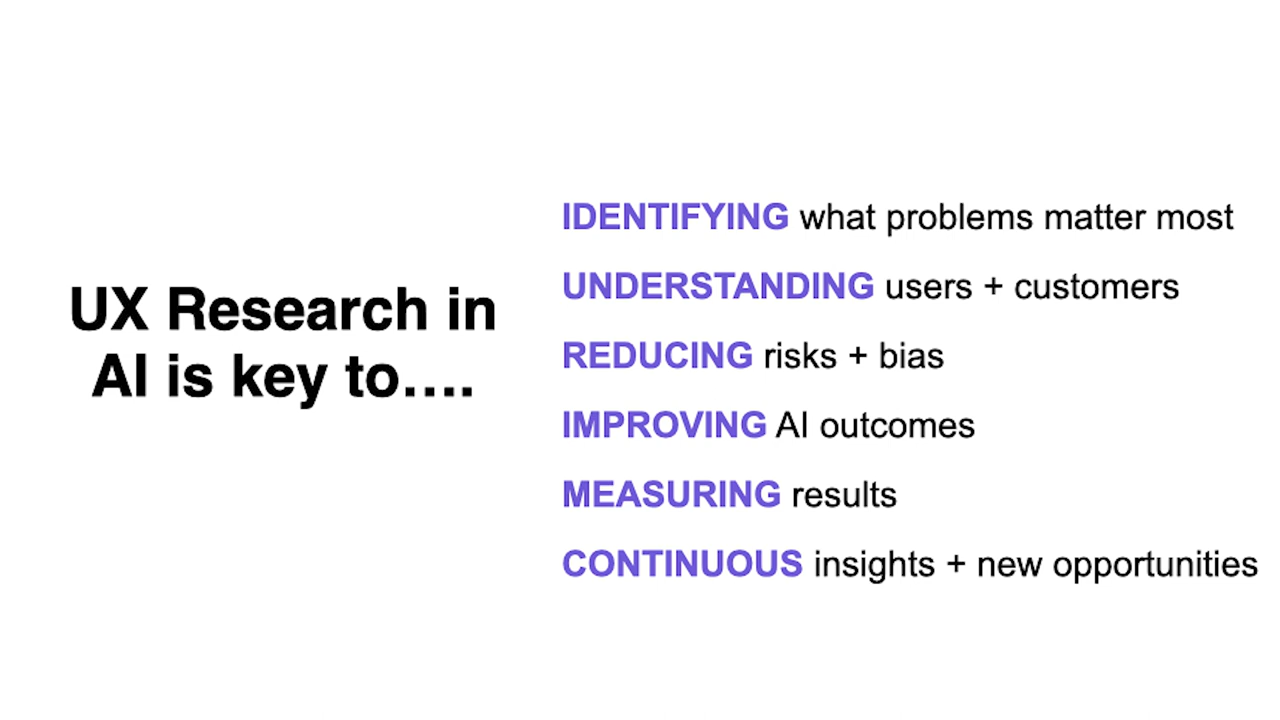 UX Research in
AI is key to....
IDENTIFYING what problems matter most
UNDERSTANDING users + customers
REDUCING risks + bias
IMPROVING AI outcomes
MEASURING results
CONTINUOUS insights + new opportunities